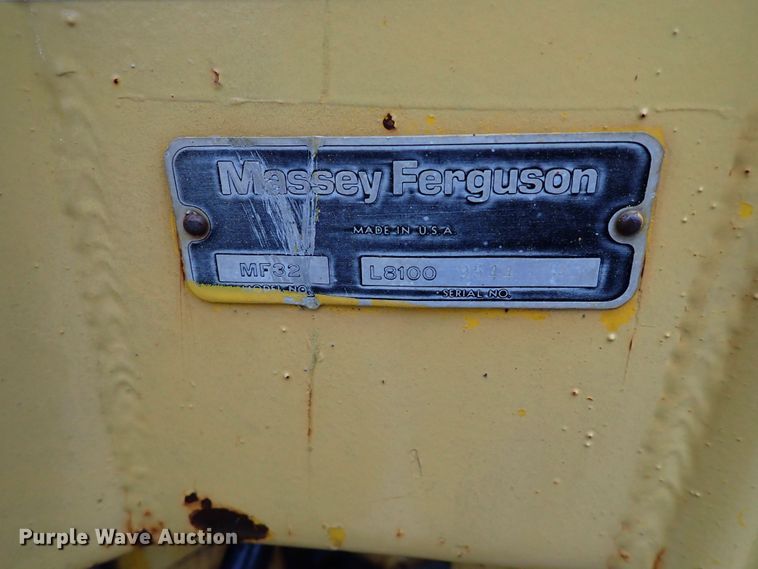 Massey Ferguson
MADE IN U.S.A
MF32 L8100
MODEL NO. SERIAL NO.
Purple Wave Auction